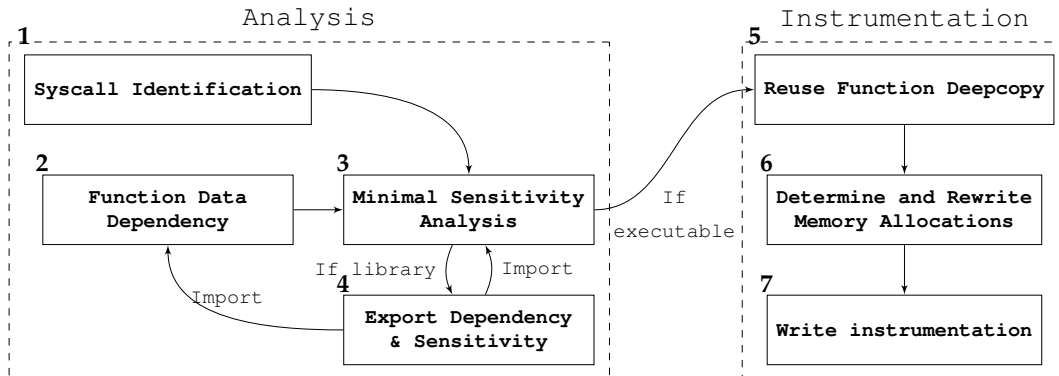 Analysis
Instrumentation
1
Syscall Identification
2
Function Data
Dependency
3
Minimal Sensitivity
Analysis
If library
Import
Import
4
Export Dependency
& Sensitivity
If
executable
5
Reuse Function Deepcopy
6
Determine and Rewrite
Memory Allocations
7
Write instrumentation